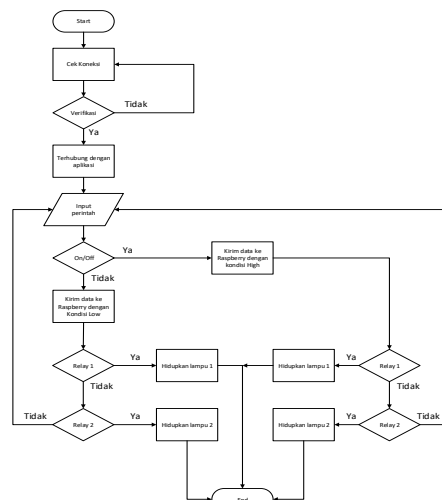 Start
Cek Koneksi
Verifikasi
Tidak
Ya
Terhubung dengan
aplikasi
Input
perintah
On/Off
Ya
Tidak
Kirim data ke
Raspberry dengan
kondisi High
Kirim data ke
Raspberry dengan
Kondisi Low
Relay 1
Ya
Hidupkan lampu 1
Hidupkan lampu 1
Ya
Relay 1
Tidak
Tidak
Tidak
Relay 2
Ya
Hidupkan lampu 2
Hidupkan lampu 2
Ya
Relay 2
Tidak
End